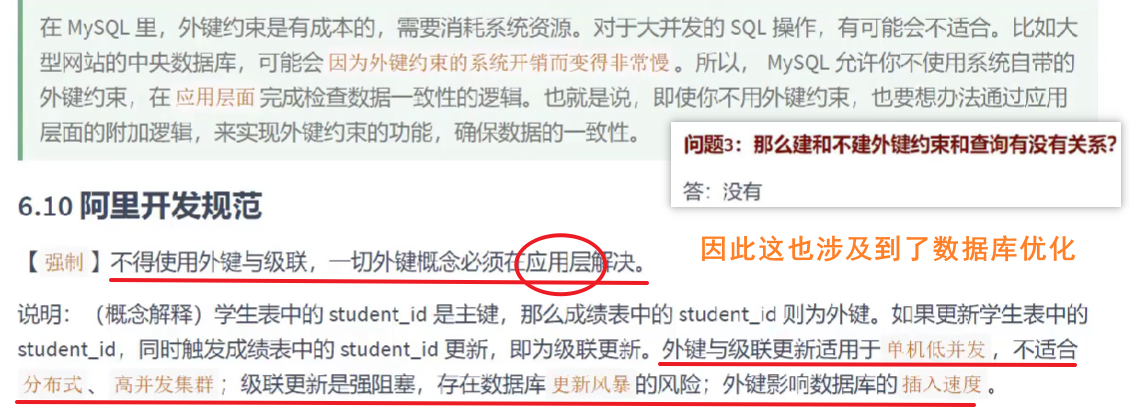 在 MySQL 里，外键约束是有成本的，需要消耗系统资源。对于大并发的 SQL 操作，有可能会不适合。比如大
型网站的中央数据库，可能会 因为外键约束的系统开销而变得非常慢 。所以， MySQL 允许你不使用系统自带的
外键约束，在 应用层面 完成检查数据一致性的逻辑。也就是说，即使你不用外键约束，也要想办法通过应用
层面的附加逻辑，来实现外键约束的功能，确保数据的一致性。
问题3：那么建和不建外键约束和查询有没有关系?
答：没有
6.10 阿里开发规范
因此这也涉及到了数据库优化
【 强制 】不得使用外键与级联，一切外键概念必须在应用层解决。
说明：（概念解释）学生表中的 student_id 是主键，那么成绩表中的 student_id 则为外键。如果更新学生表中的
student_id，同时触发成绩表中的 student_id 更新，即为级联更新。外键与级联更新适用于 单机低并发 ，不适合
分布式 、 高并发集群 ；级联更新是强阻塞，存在数据库 更新风暴 的风险；外键影响数据库的 插入速度 。